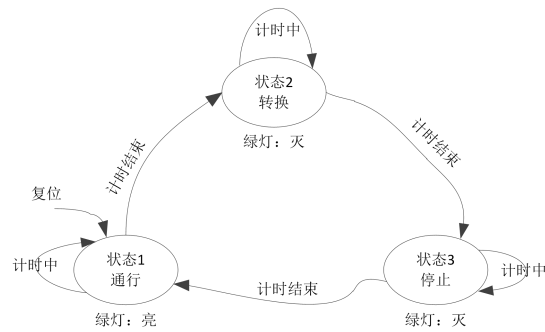 计时中
状态2
转换
绿灯：灭
计时结束
计时结束
复位
计时中
状态1
通行
绿灯：亮
计时结束
状态3
停止
计时中
绿灯：灭